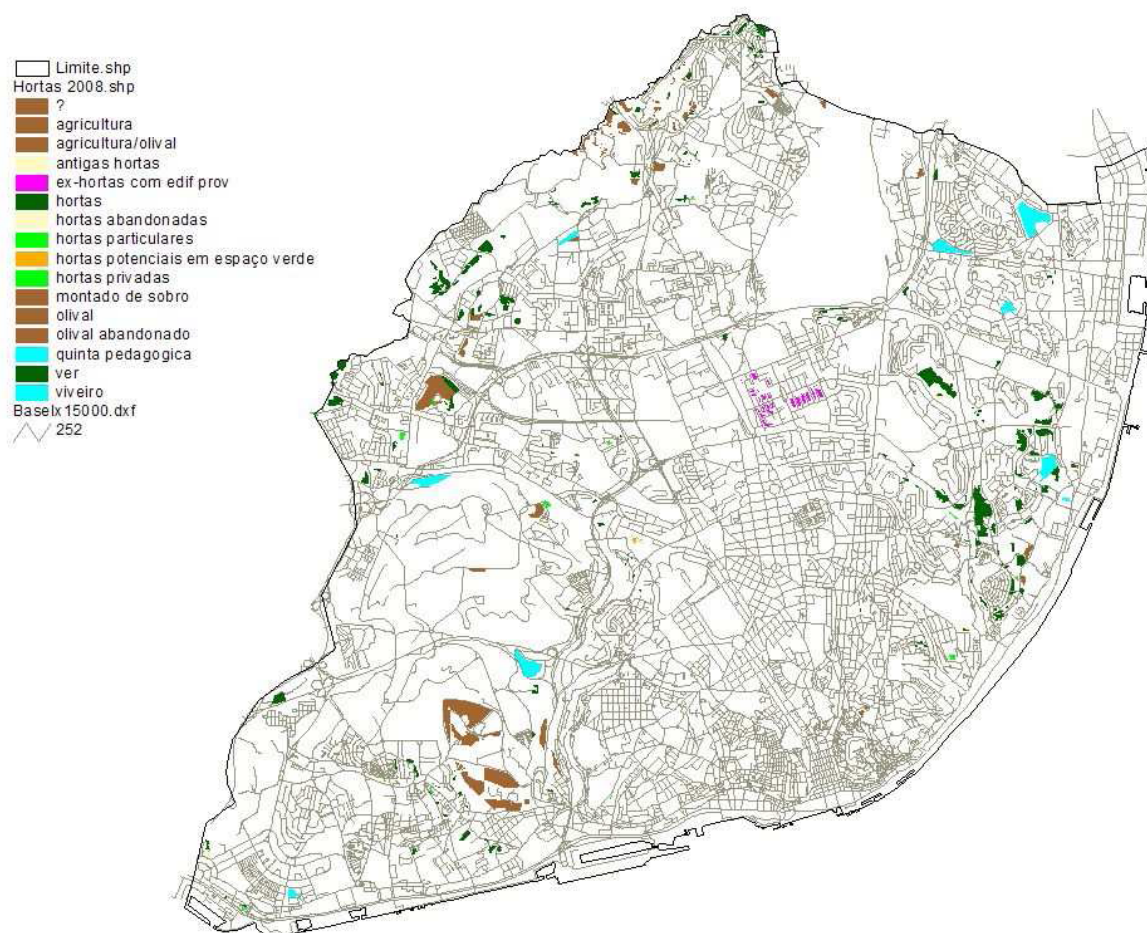 Limite.shp
Hortas 2008.shp
?
agricultura
agricultura/olival
antigas hortas
ex-hortas com edif prov
hortas
hortas abandonadas
hortas particulares
hortas potenciais em espaço verde
hortas privadas
montado de sobro
olival
olival abandonado
quinta pedagogica
ver
viveiro
Baselx15000.dxf
252